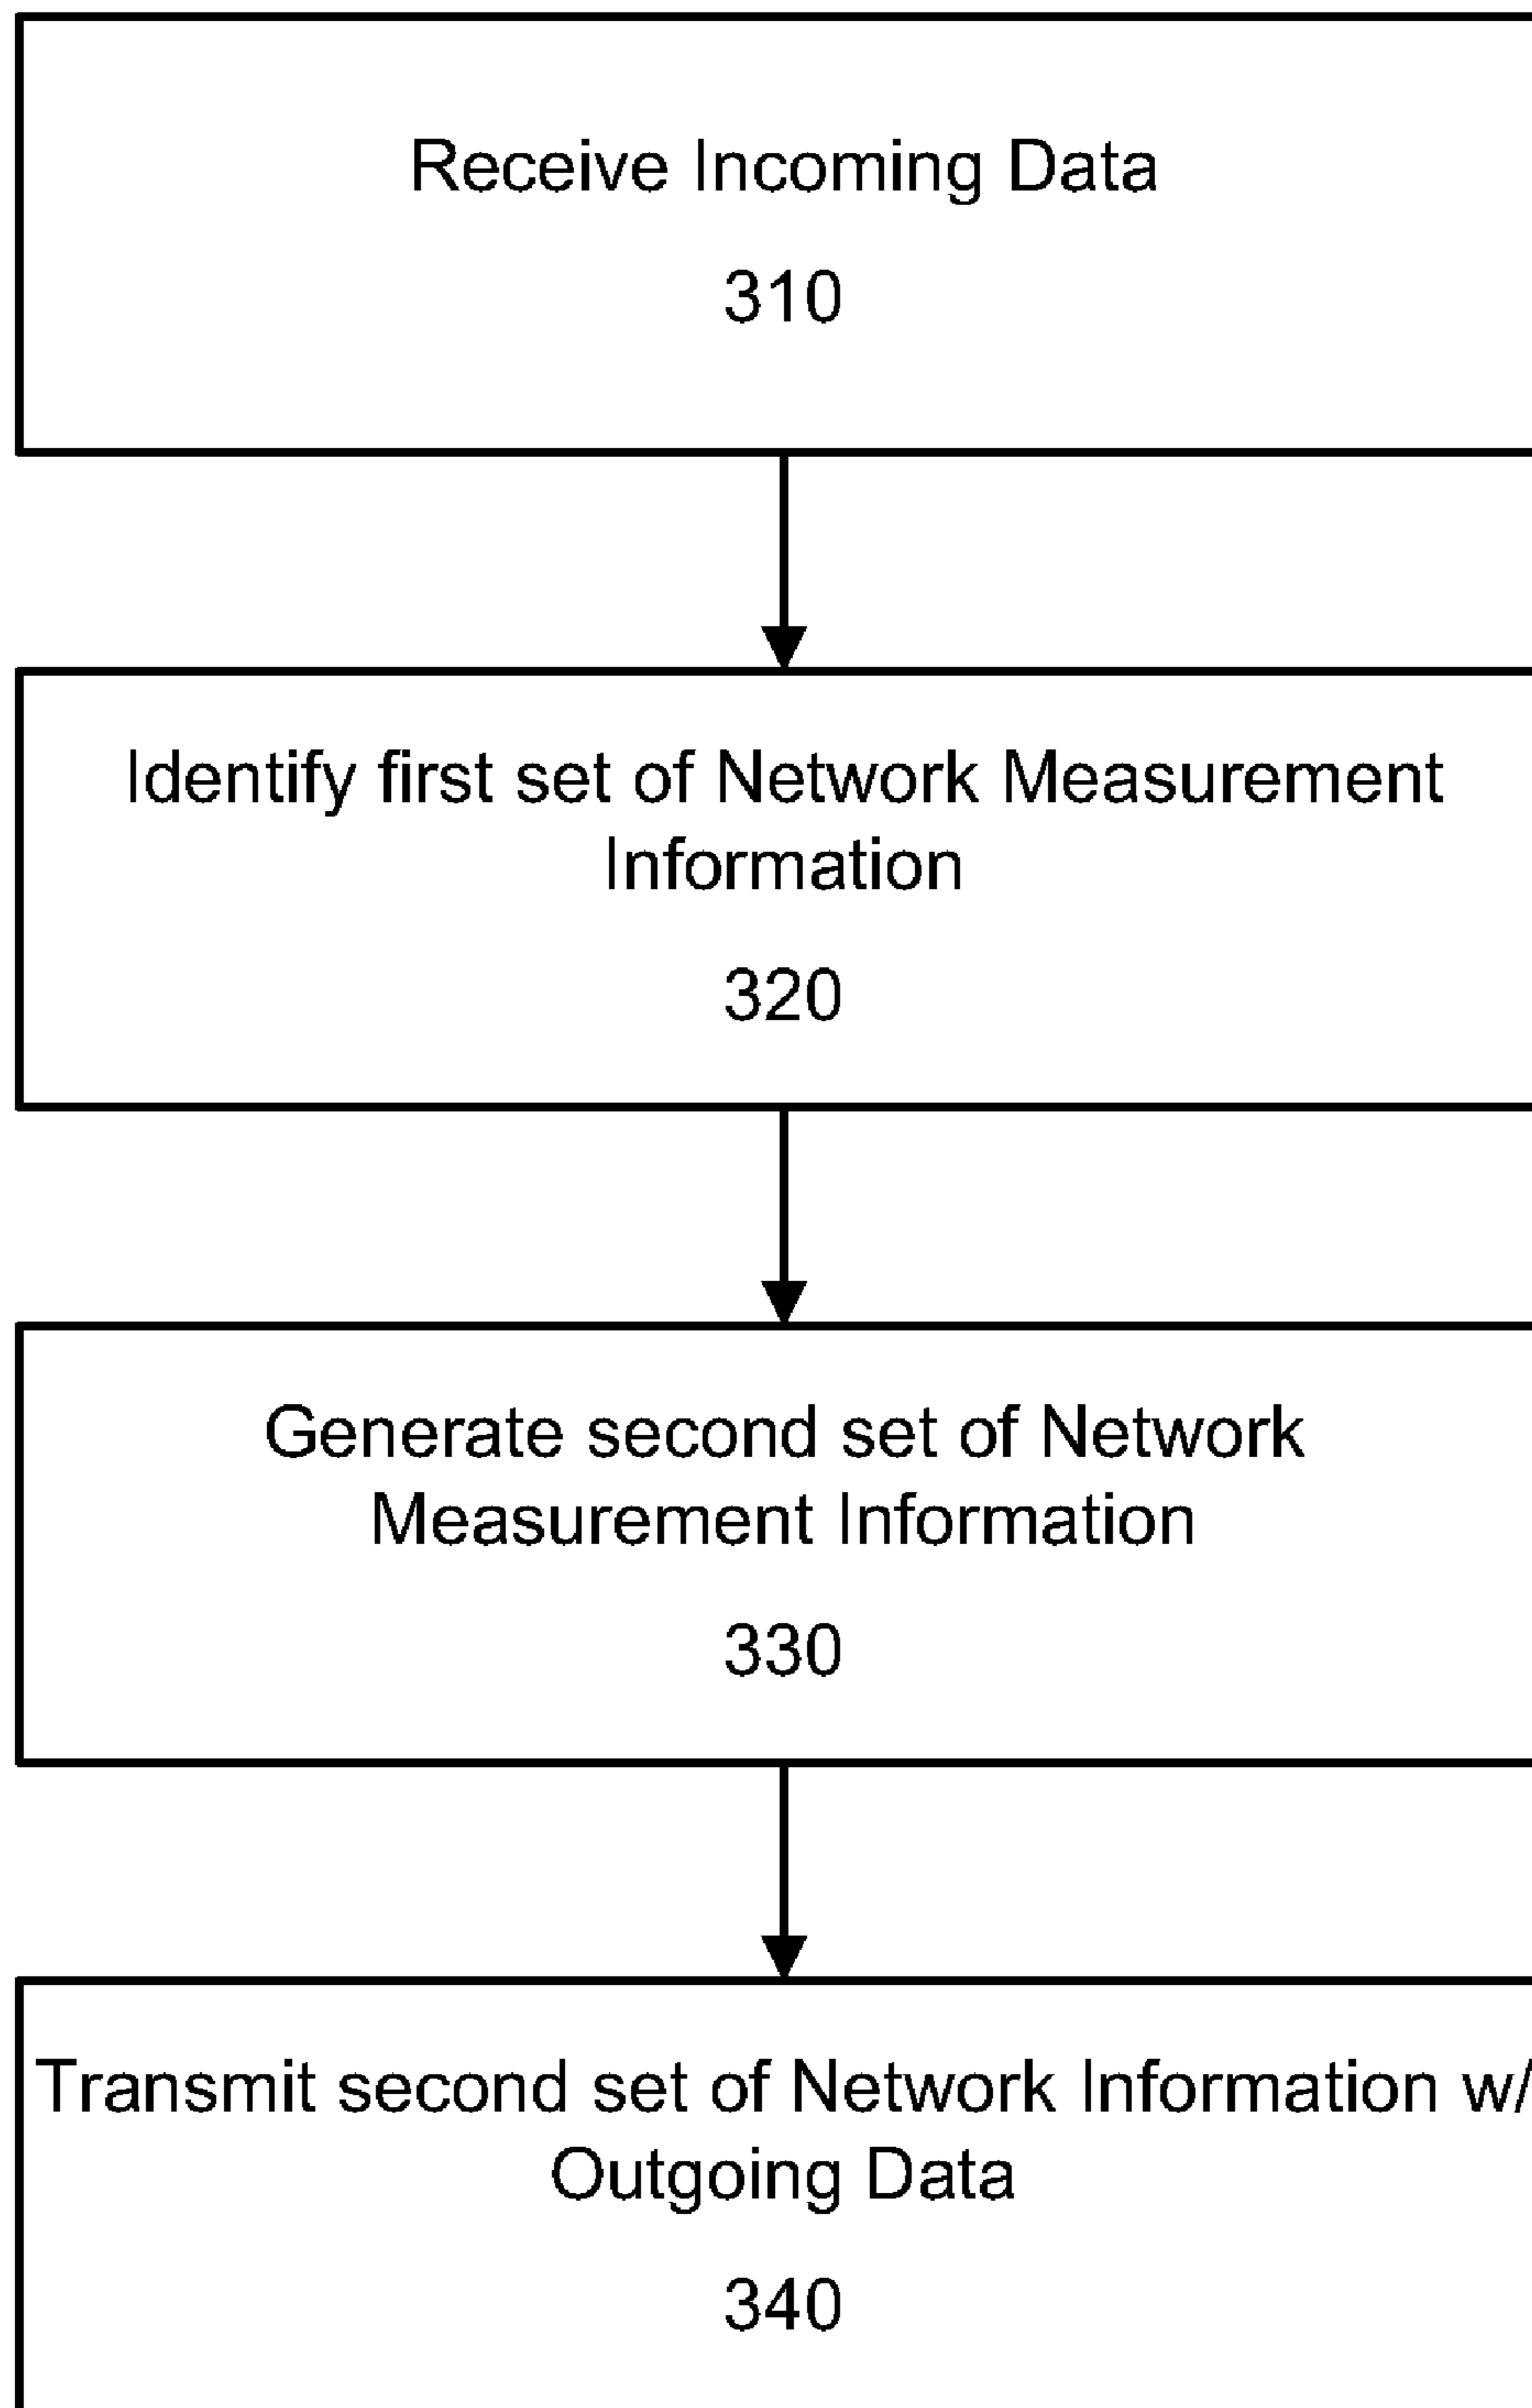 Receive Incoming Data
310
Identify first set of Network Measurement
Information
320
Generate second set of Network
Measurement Information
330
Transmit second set of Network Information w/
Outgoing Data
340